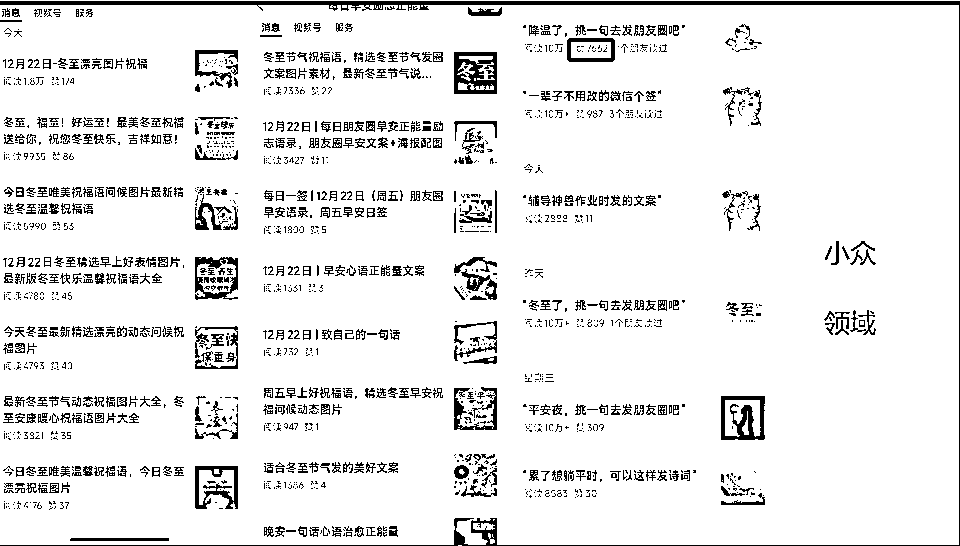 消息 视频号 服务
今天
12月22日-冬至漂亮图片祝福
阅读1.8万 赞174
冬至，福至！好运至！最美冬至祝福
送给你，祝您冬至快乐，吉祥如意！
阅读9935 赞86
今日冬至唯美祝福语问候图片最新精
选冬至温馨祝福语
阅读5990 赞53
12月22日冬至精选早上好表情图片，
最新版冬至快乐温馨祝福语大全
阅读4780 赞45
今天冬至最新精选漂亮的动态问候祝
福图片
阅读4793 赞40
最新冬至节气动态祝福图片大全，冬
至安康暖心祝福语图片大全
阅读3821 赞35
今日冬至唯美温馨祝福语，今日冬至
漂亮祝福图片
阅读4176 赞37
每日早安励志正能量
消息 视频号 服务
冬至节气祝福语，精选冬至节气发圈
文案图片素材，最新冬至节气说...
阅读7336 赞22
冬至
12月22日 | 每日朋友圈早安正能量励
志语录，朋友圈早安文案+海报配图
阅读3427 赞11
每日一签 | 12月22日（周五）朋友圈
早安语录，周五早安日签
阅读1800 赞5
12月22日 | 早安心语正能量文案
阅读1631 赞3
12月22日 | 致自己的一句话
阅读732 赞1
周五早上好祝福语，精选冬至早安祝
福问候动态图片
阅读947 赞1
适合冬至节气发的美好文案
阅读1686 赞4
晚安一句话心语治愈正能量
“降温了，挑一句去发朋友圈吧”
阅读10万+ 赞7662 1个朋友读过
“一辈子不用改的微信个签”
阅读10万+ 赞987 3个朋友读过
今天
“辅导神兽作业时发的文案”
阅读2888 赞11
昨天
“冬至了，挑一句去发朋友圈吧”
阅读10万+ 赞809 1个朋友读过
冬至
星期三
“平安夜，挑一句去发朋友圈吧”
阅读10万+ 赞309
“累了想躺平时，可以这样发诗词”
阅读8583 赞30
小众
领域